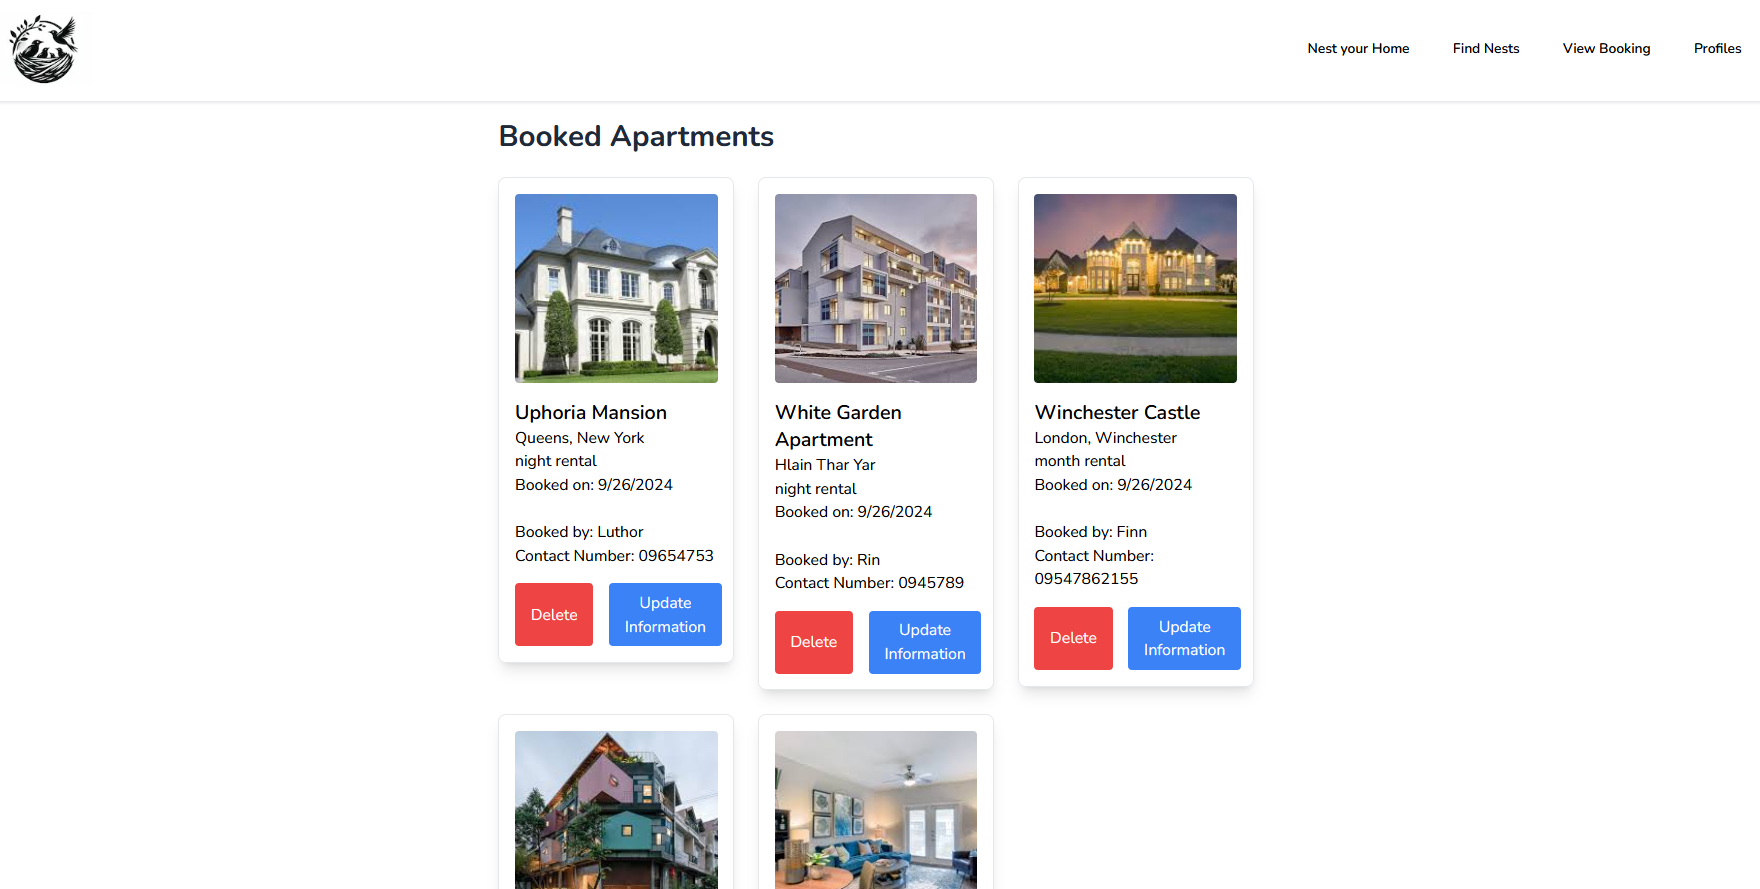 Nest your Home
Find Nests
View Booking
Profiles
Booked Apartments
Uphoria Mansion
Queens, New York
night rental
Booked on: 9/26/2024
Booked by: Luthor
Contact Number: 09654753
Delete
Update
Information
White Garden
Apartment
Hlain Thar Yar
night rental
Booked on: 9/26/2024
Booked by: Rin
Contact Number: 0945789
Delete
Update
Information
Winchester Castle
London, Winchester
month rental
Booked on: 9/26/2024
Booked by: Finn
Contact Number:
09547862155
Delete
Update
Information